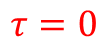 τ = 0